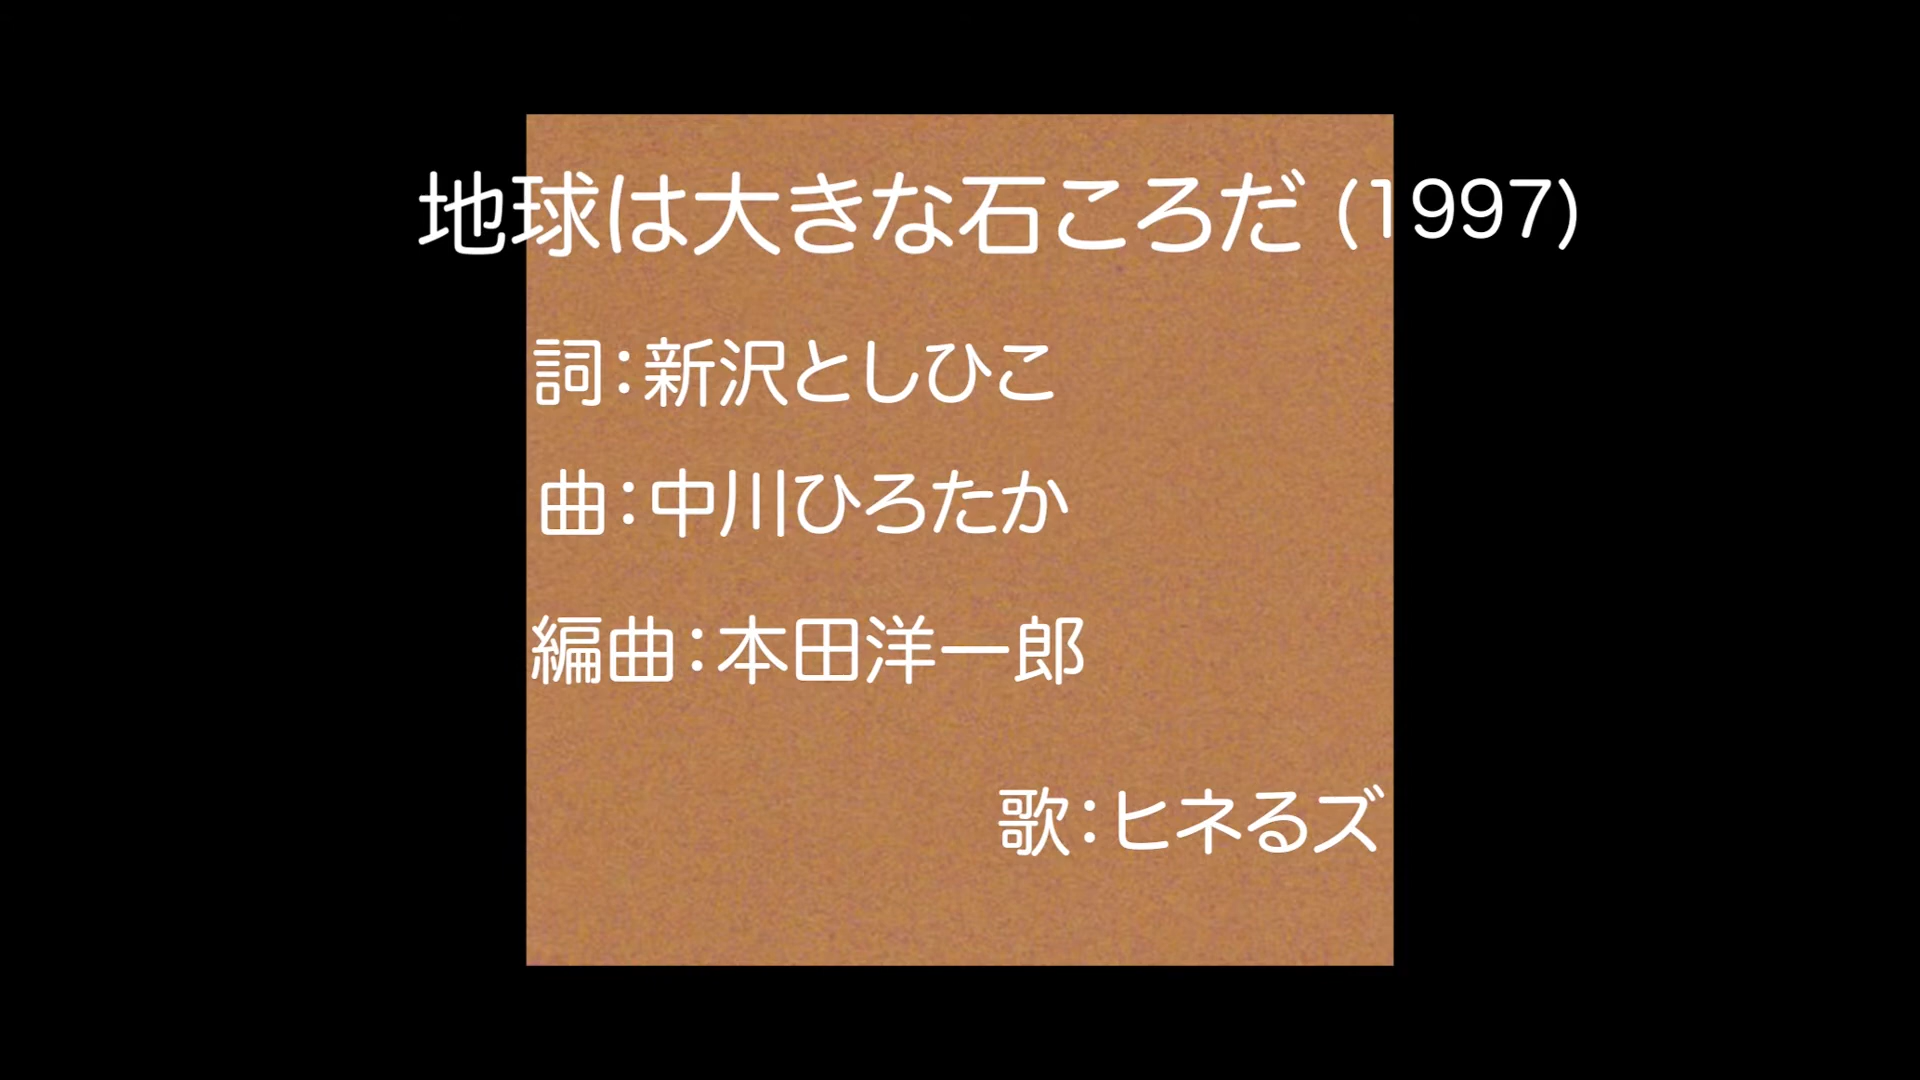 地球は大きな石ころだ (1997)
詞：新沢としひこ
曲：中川ひろたか
編曲：本田洋一郎
歌：ヒネるズ